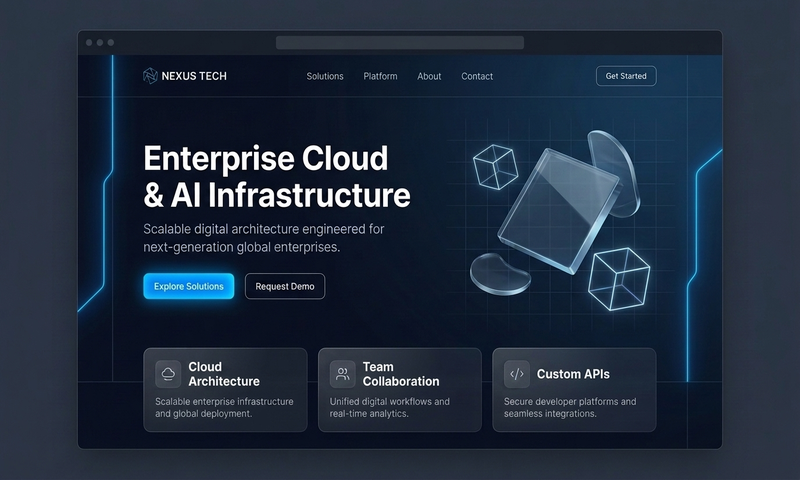 NEXUS TECH
Solutions
Platform
About
Contact
Get Started
Enterprise Cloud
& AI Infrastructure
Scalable digital architecture engineered for
next-generation global enterprises.
Explore Solutions
Request Demo
Cloud
Architecture
Scalable enterprise infrastructure
and global deployment.
Team
Collaboration
Unified digital workflows and
real-time analytics.
Custom APIs
Secure developer platforms and
seamless integrations.